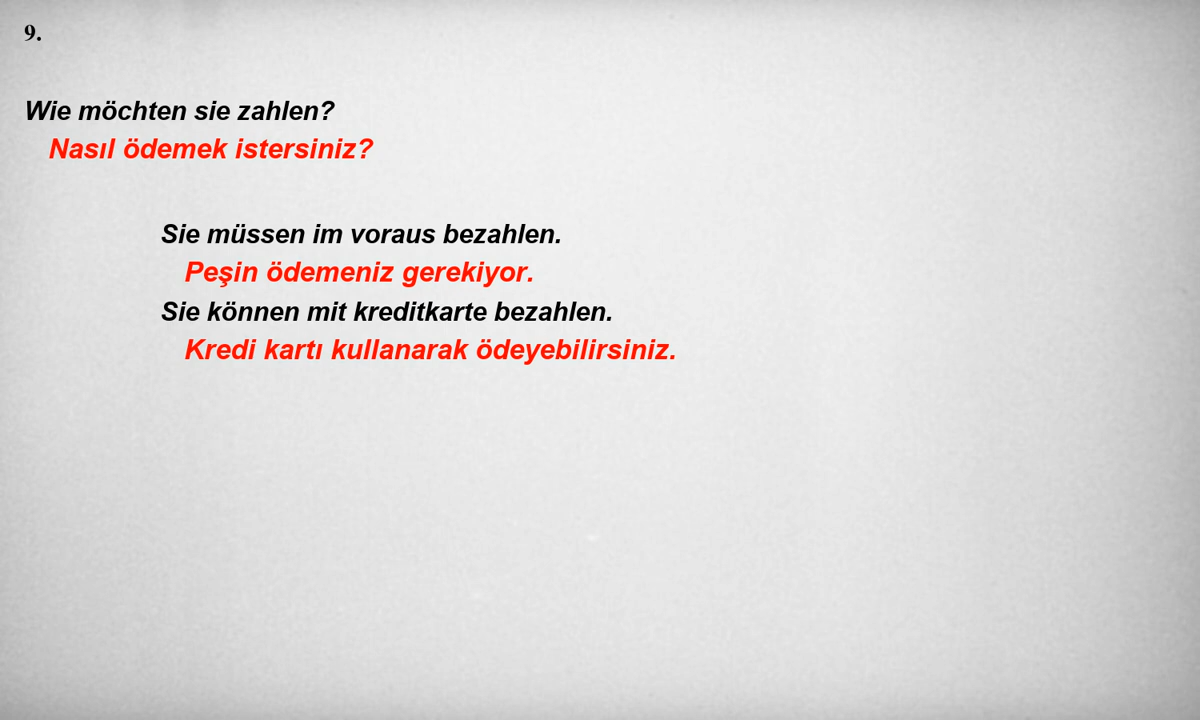 9.
Wie möchten sie zahlen?
Nasıl ödemek istersiniz?
Sie müssen im voraus bezahlen.
Peşin ödemeniz gerekiyor.
Sie können mit kreditkarte bezahlen.
Kredi kartı kullanarak ödeyebilirsiniz.